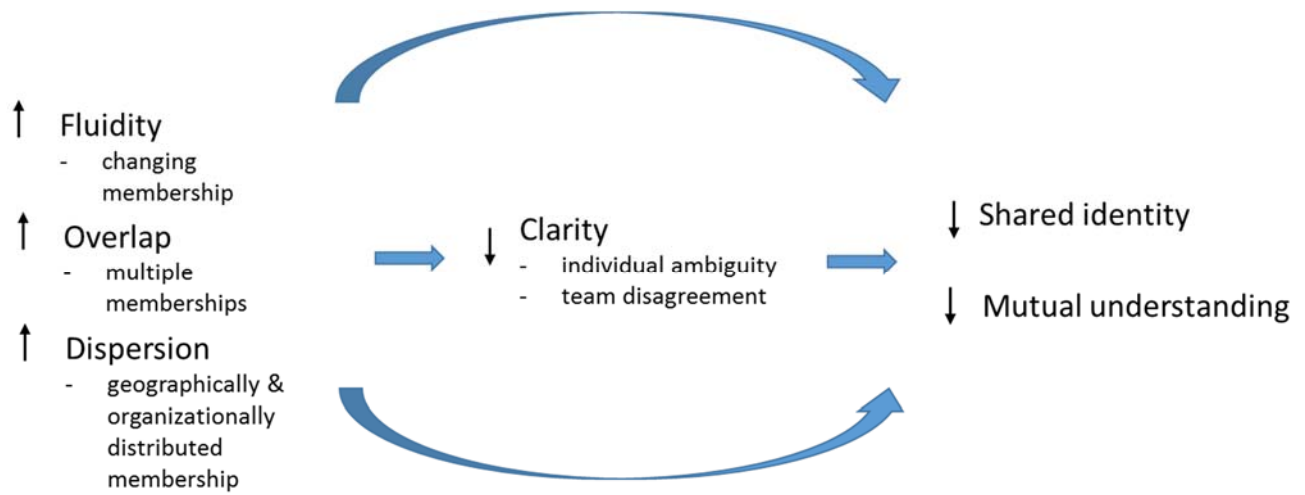 Fluidity
- changing
membership
Overlap
- multiple
memberships
Dispersion
- geographically &
organizationally
distributed
membership
Clarity
- individual ambiguity
- team disagreement
Shared identity
Mutual understanding